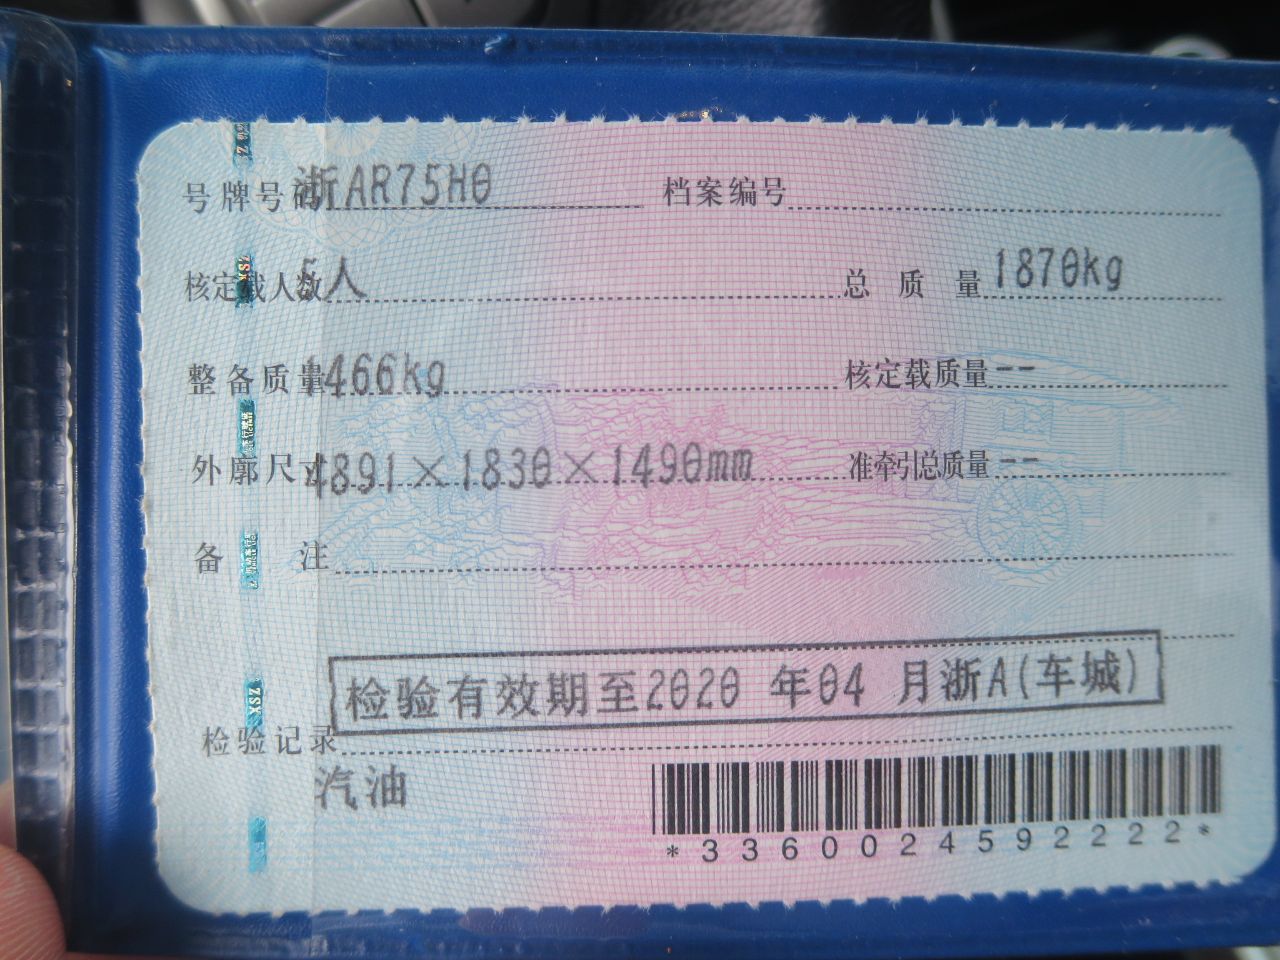 号牌号码浙AR75H0 档案编号
核定载人数5人 总质量1870kg
整备质量1466kg 核定载质量--
外廓尺寸4891×1830×1490mm 准牵引总质量--
备注
检验有效期至2020 年04 月浙A(车城)
检验记录
汽油
*3360024592222*
XSZ
XSZ